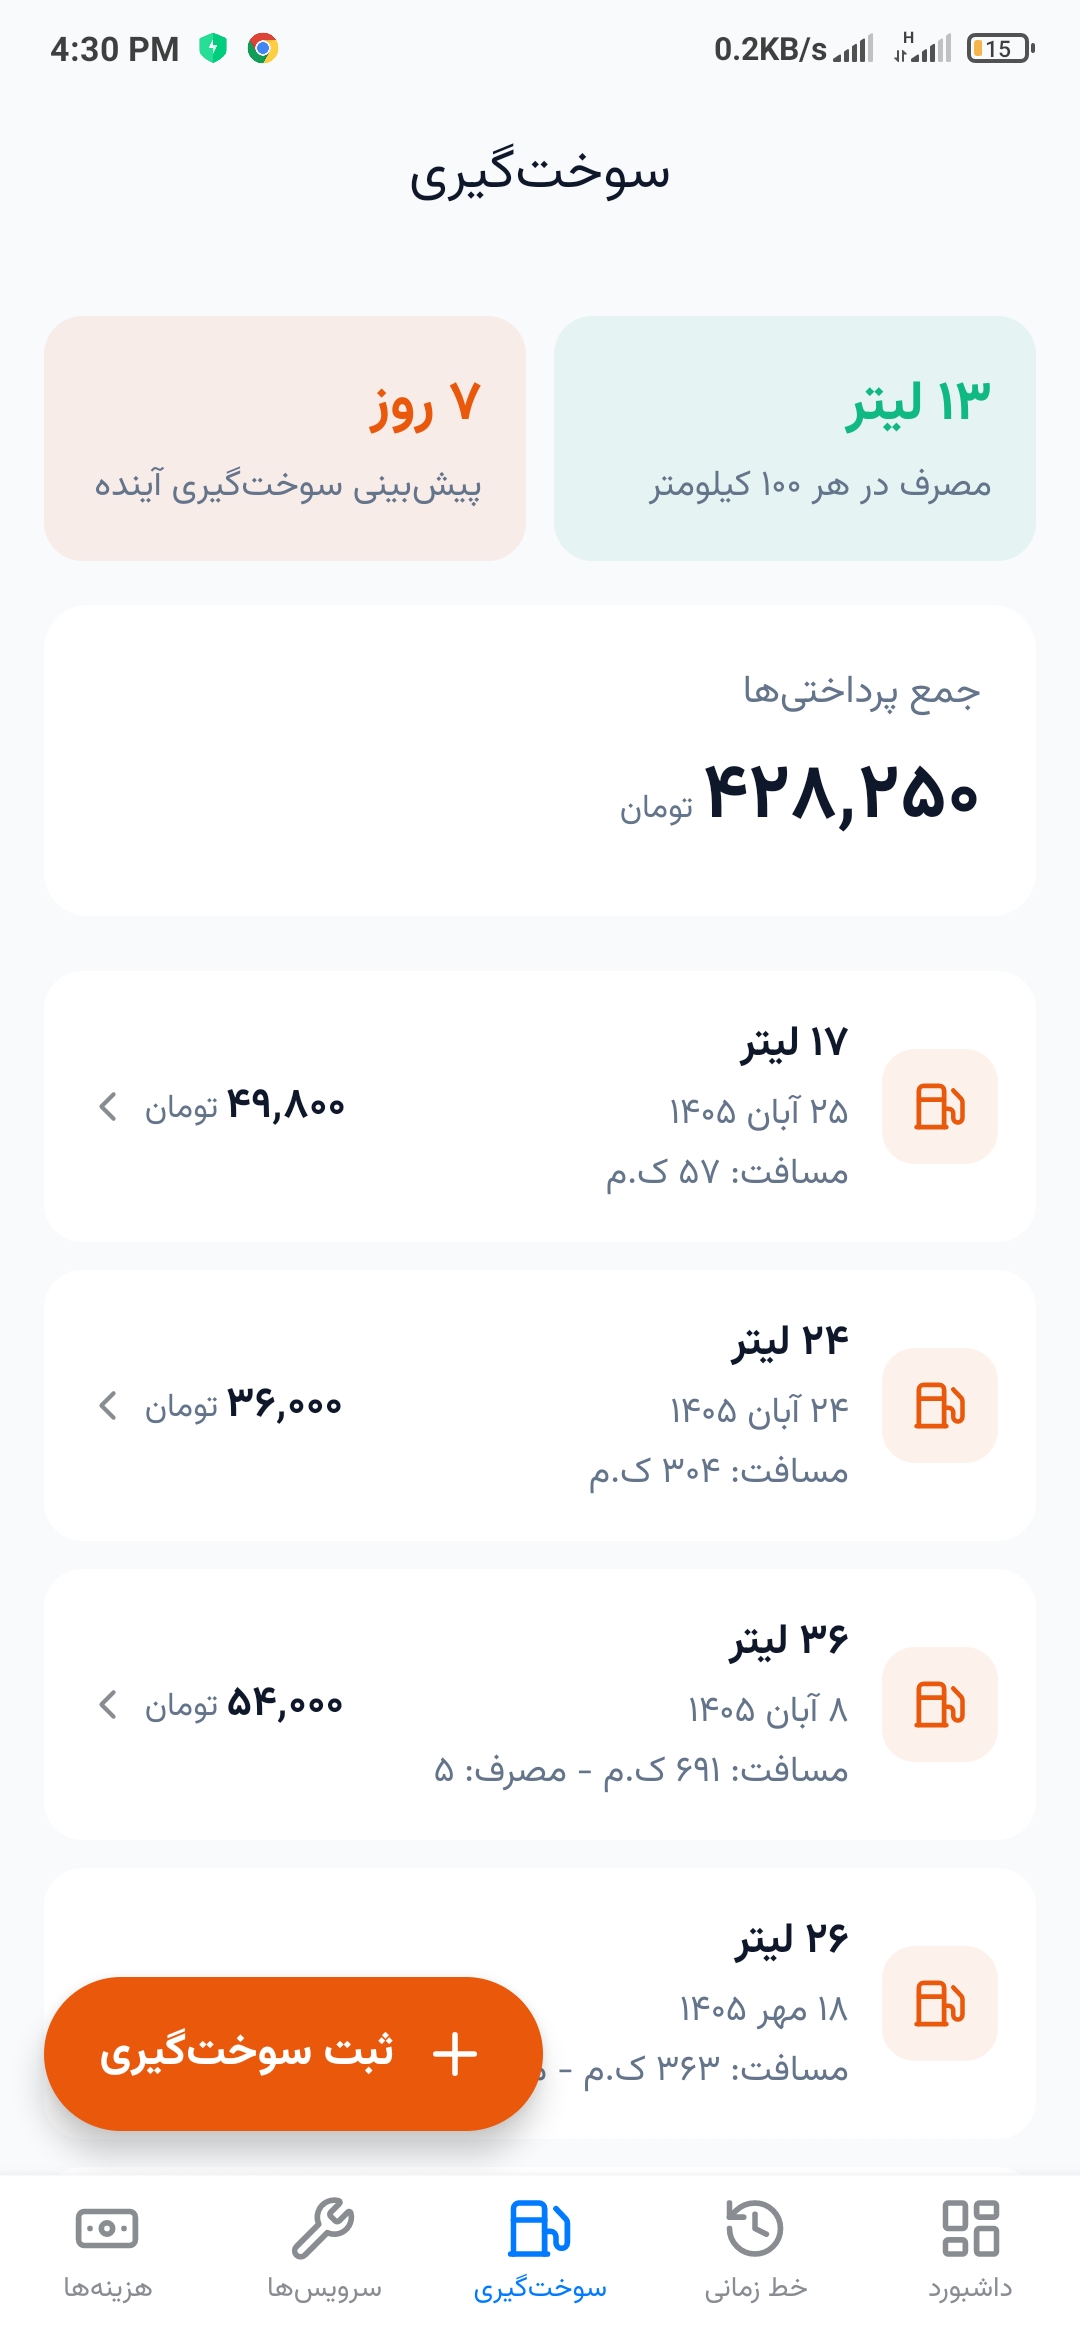 4:30 PM
0.2KB/s
H
15
سوخت‌گیری
۱۳ لیتر
مصرف در هر ۱۰۰ کیلومتر
۷ روز
پیش‌بینی سوخت‌گیری آینده
جمع پرداختی‌ها
۴۲۸,۲۵۰ تومان
۱۷ لیتر
۲۵ آبان ۱۴۰۵
مسافت: ۵۷ ک.م
۴۹,۸۰۰ تومان
۲۴ لیتر
۲۴ آبان ۱۴۰۵
مسافت: ۳۰۴ ک.م
۳۶,۰۰۰ تومان
۳۶ لیتر
۸ آبان ۱۴۰۵
مسافت: ۶۹۱ ک.م - مصرف: ۵
۵۴,۰۰۰ تومان
۲۶ لیتر
۱۸ مهر ۱۴۰۵
مسافت: ۳۶۳ ک.م -
ثبت سوخت‌گیری
داشبورد
خط زمانی
سوخت‌گیری
سرویس‌ها
هزینه‌ها